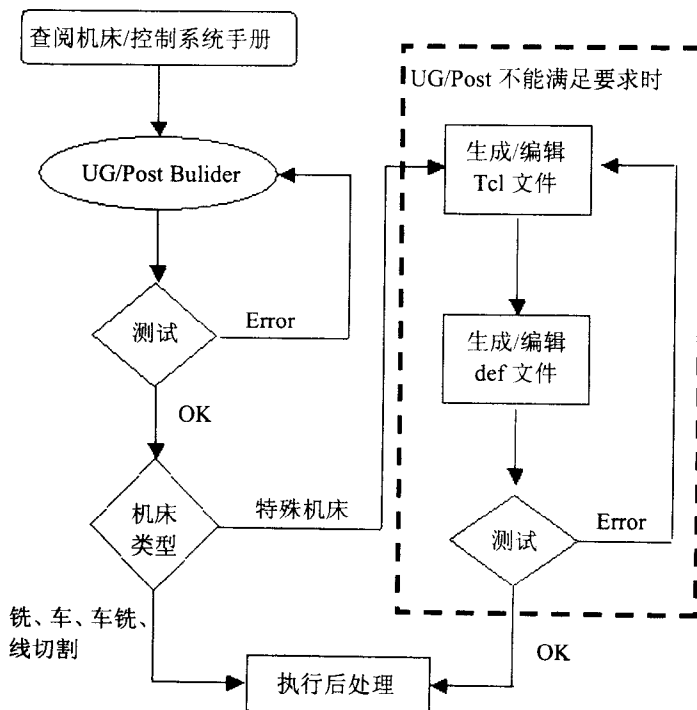 查阅机床/控制系统手册
UG/Post Bulider
测试
Error
OK
机床
类型
特殊机床
铣、车、车铣、
线切割
执行后处理
UG/Post 不能满足要求时
生成/编辑
Tcl 文件
生成/编辑
def 文件
测试
Error
OK